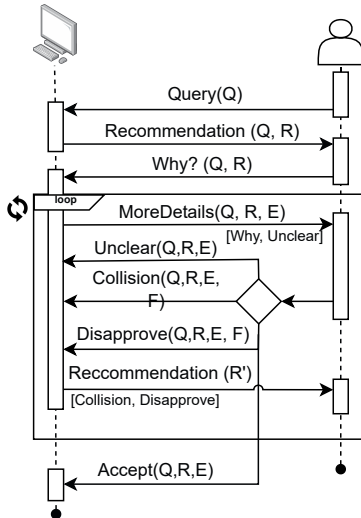 Query(Q)
Recommendation (Q, R)
Why? (Q, R)
loop
MoreDetails(Q, R, E)
[Why, Unclear]
Unclear(Q,R,E)
Collision(Q,R,E,
F)
Disapprove(Q,R,E, F)
Reccommendation (R')
[Collision, Disapprove]
Accept(Q,R,E)